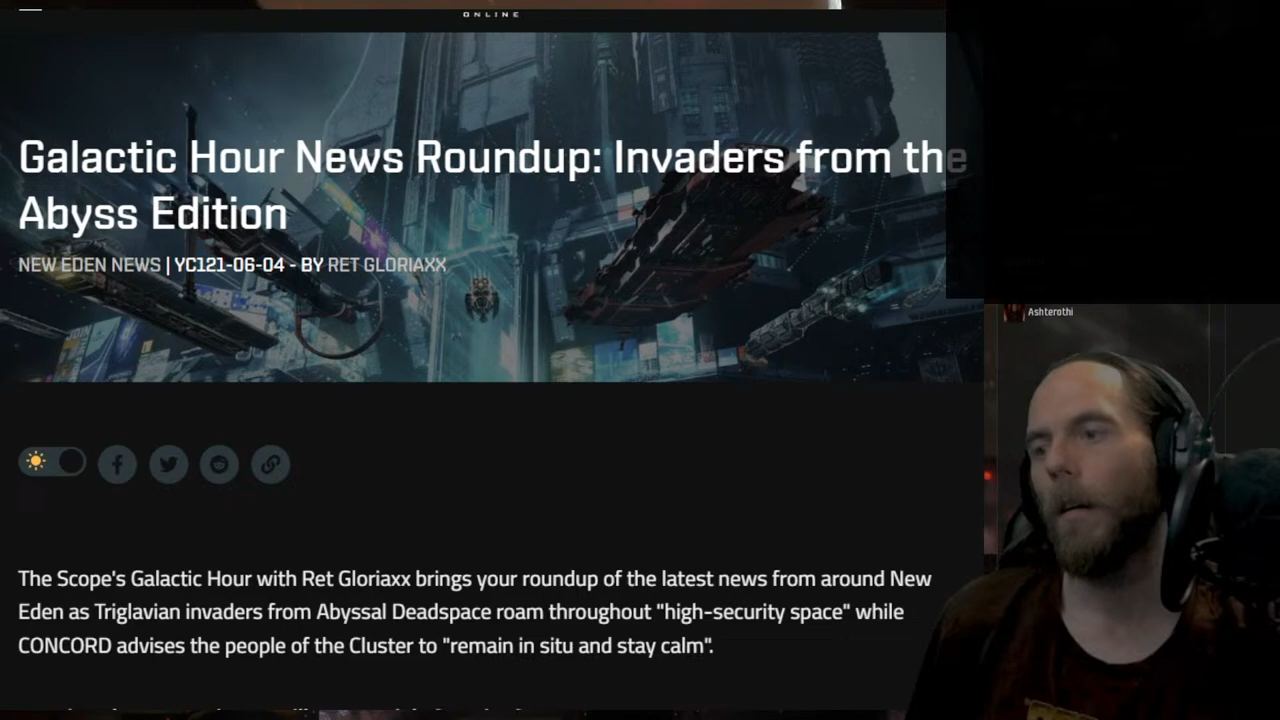 ONLINE
Galactic Hour News Roundup: Invaders from the
Abyss Edition
NEW EDEN NEWS | YC121-06-04 - BY RET GLORIAXX
Ashterothi
The Scope's Galactic Hour with Ret Gloriaxx brings your roundup of the latest news from around New
Eden as Triglavian invaders from Abyssal Deadspace roam throughout "high-security space" while
CONCORD advises the people of the Cluster to "remain in situ and stay calm".